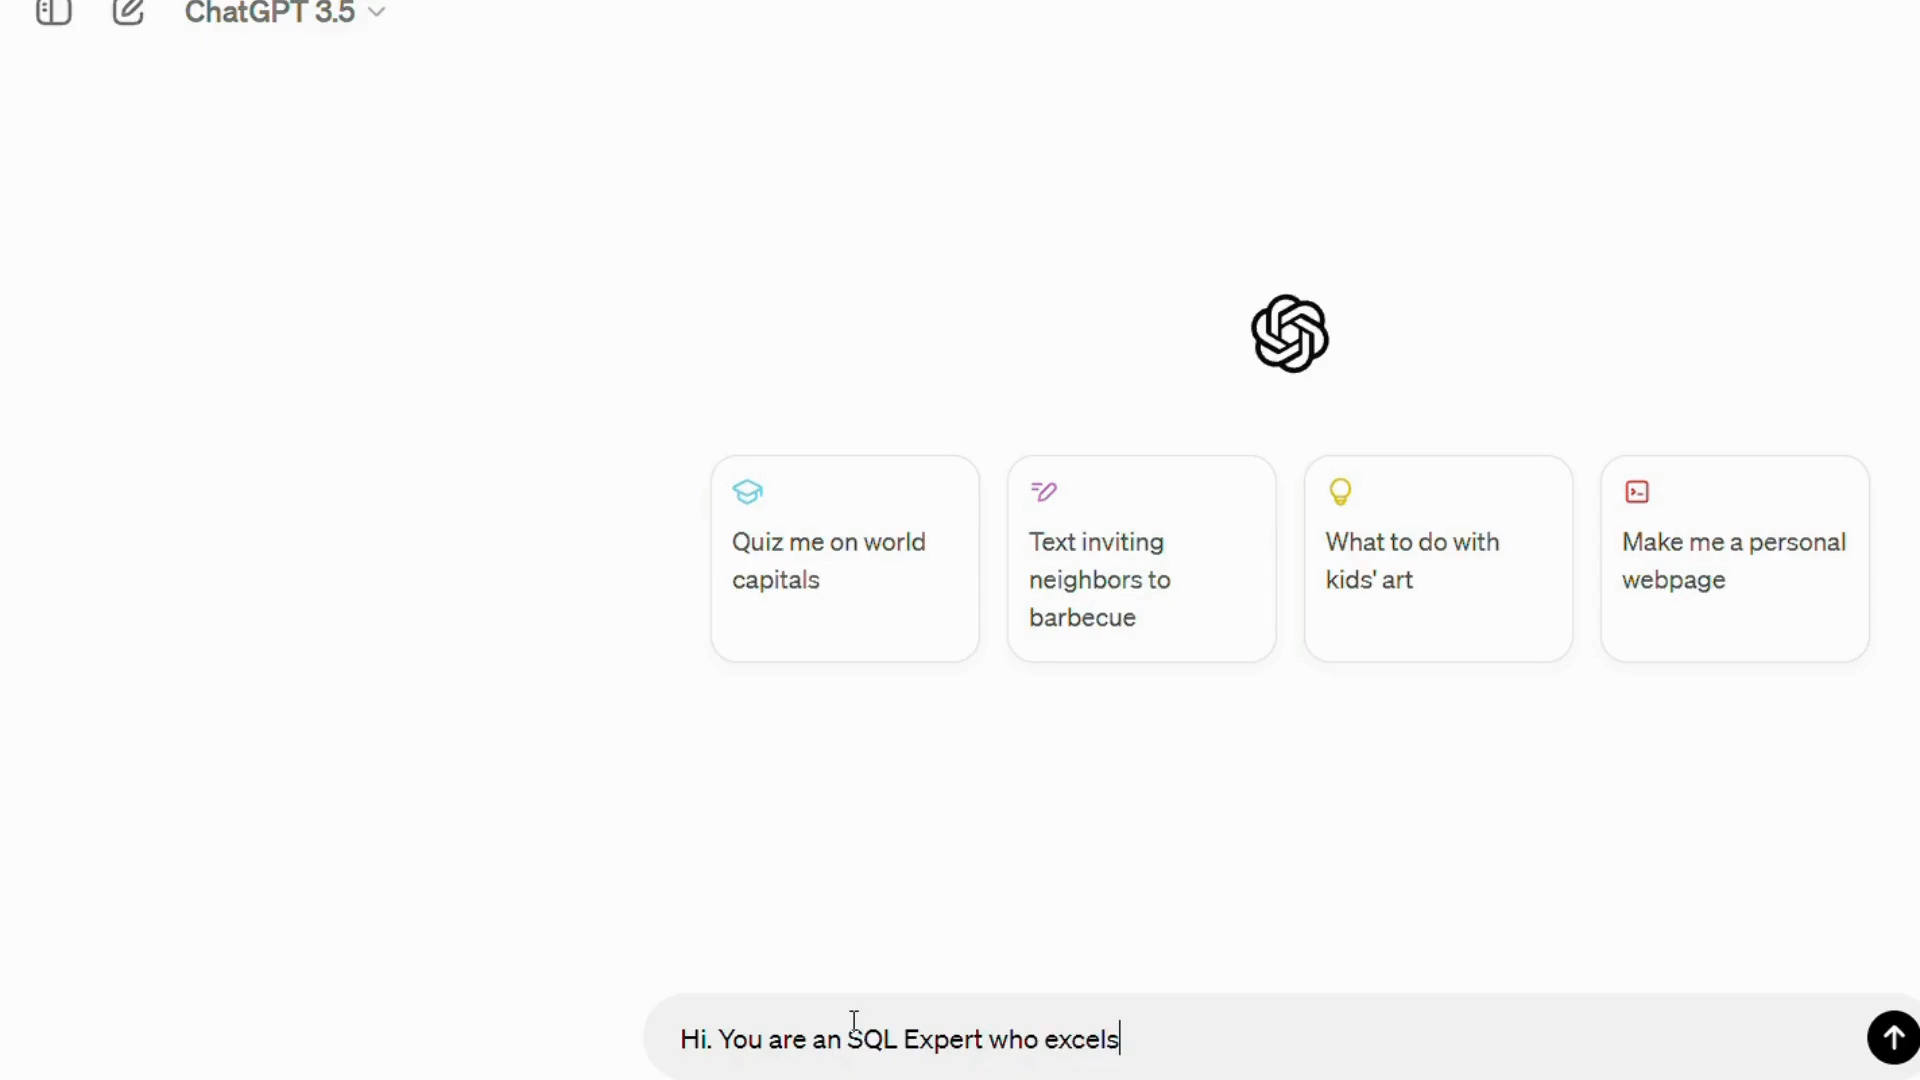 ChatGPT 3.5
Quiz me on world
capitals
Text inviting
neighbors to
barbecue
What to do with
kids' art
Make me a personal
webpage
Hi. You are an SQL Expert who excels